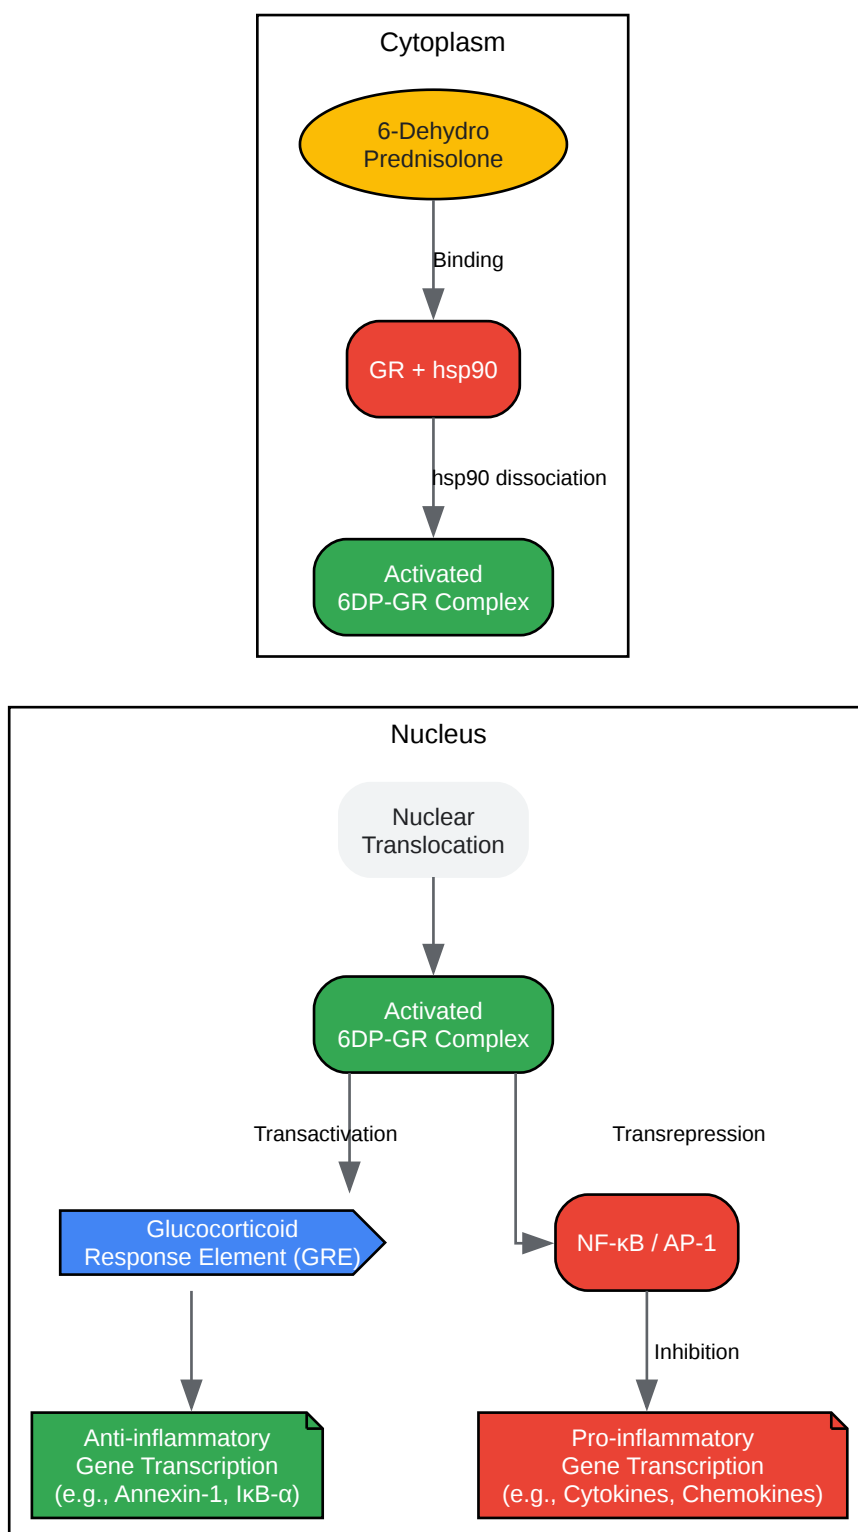 Cytoplasm
6-Dehydro
Prednisolone
Binding
GR + hsp90
hsp90 dissociation
Activated
6DP-GR Complex
Nucleus
Nuclear
Translocation
Activated
6DP-GR Complex
Transactivation
Transrepression
Glucocorticoid
Response Element (GRE)
NF-κB / AP-1
Inhibition
Anti-inflammatory
Gene Transcription
(e.g., Annexin-1, IκB-α)
Pro-inflammatory
Gene Transcription
(e.g., Cytokines, Chemokines)